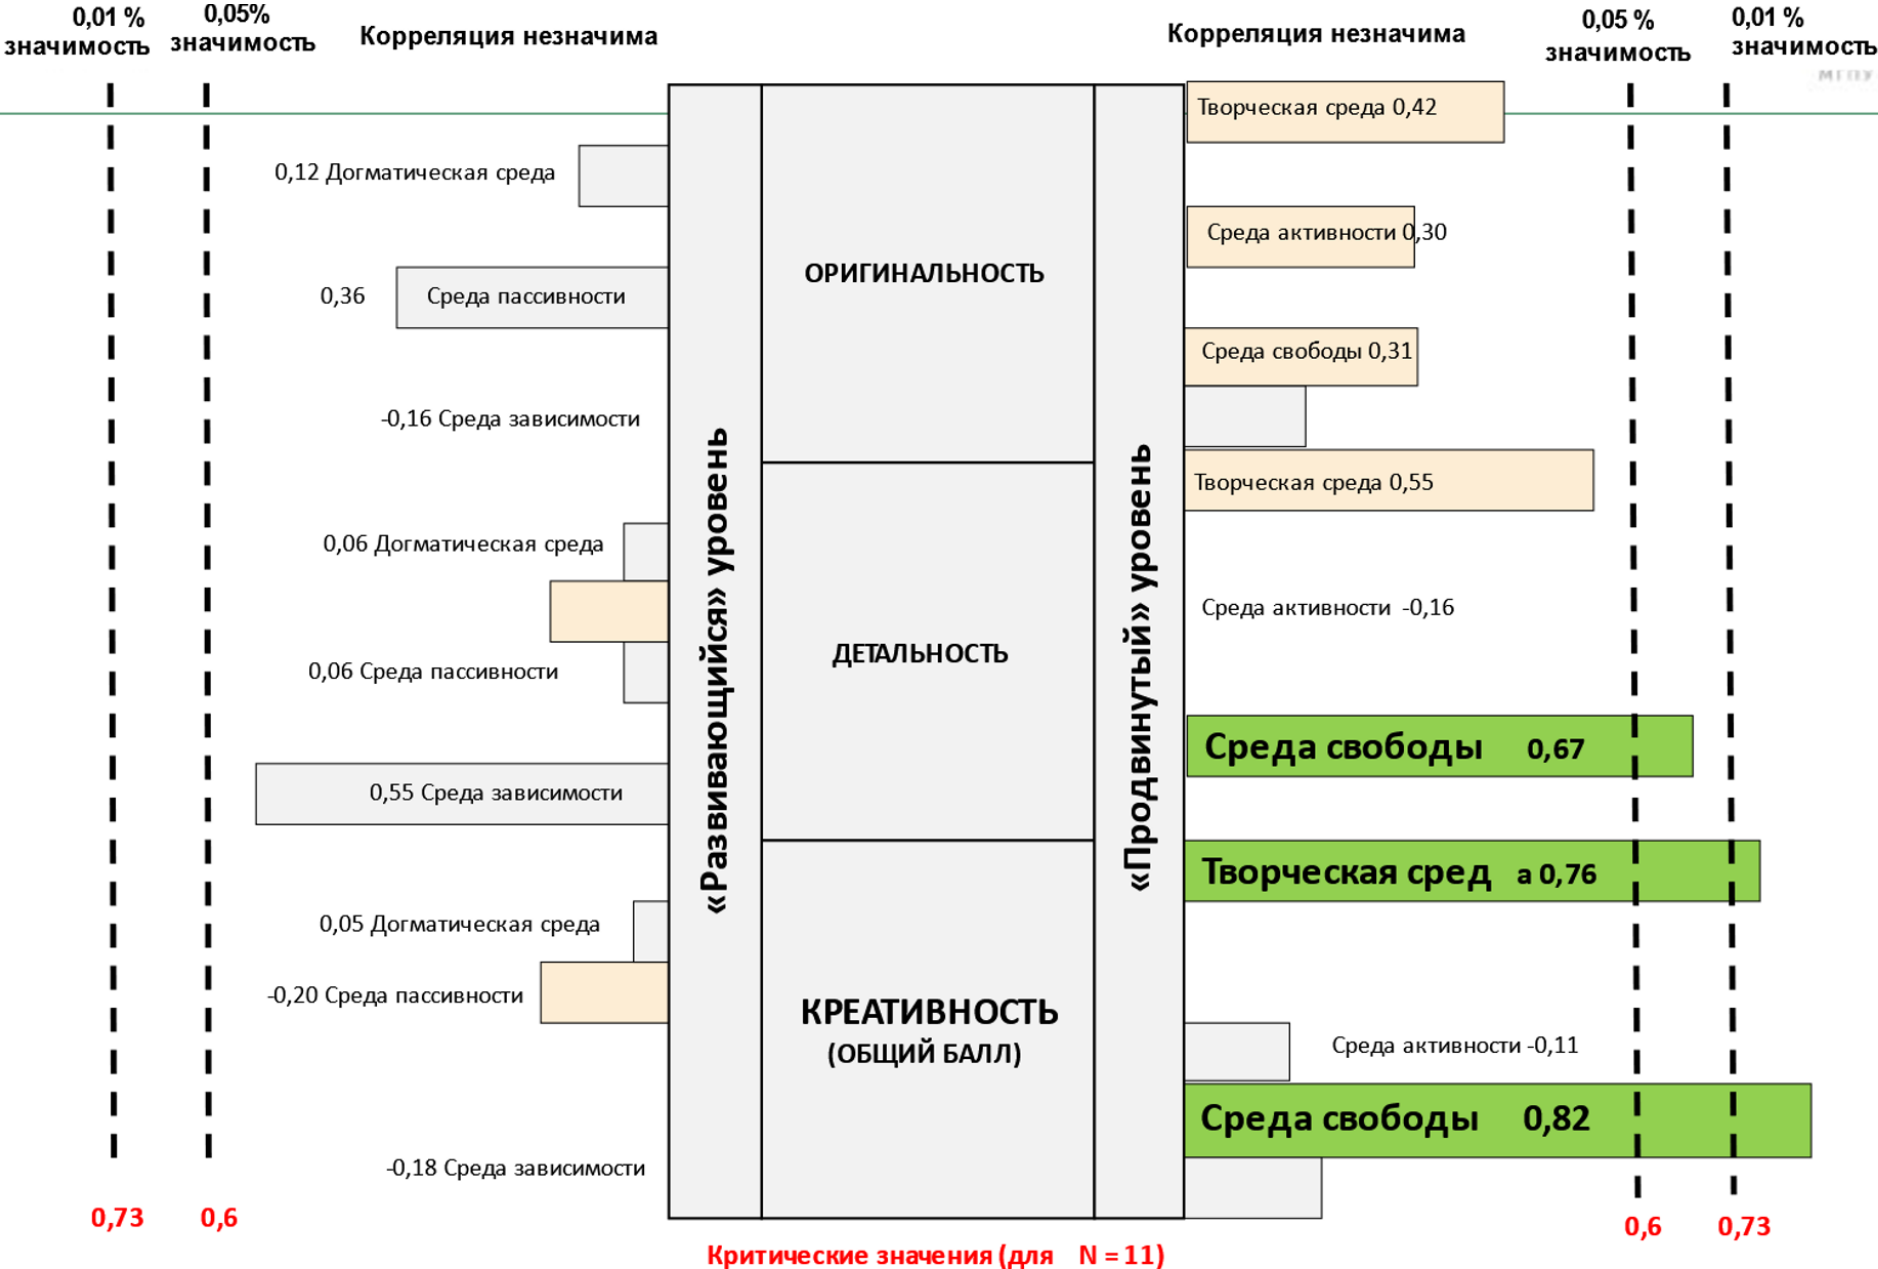 0,01 %
значимость
0,05%
значимость
Корреляция незначима
Корреляция незначима
0,05 %
значимость
0,01 %
значимость
МГПУ
Творческая среда 0,42
0,12 Догматическая среда
Среда активности 0,30
ОРИГИНАЛЬНОСТЬ
0,36 Среда пассивности
Среда свободы 0,31
-0,16 Среда зависимости
«Развивающийся» уровень
«Продвинутый» уровень
Творческая среда 0,55
0,06 Догматическая среда
Среда активности -0,16
ДЕТАЛЬНОСТЬ
0,06 Среда пассивности
Среда свободы 0,67
0,55 Среда зависимости
Творческая сред а 0,76
0,05 Догматическая среда
-0,20 Среда пассивности
КРЕАТИВНОСТЬ
(ОБЩИЙ БАЛЛ)
Среда активности -0,11
Среда свободы 0,82
-0,18 Среда зависимости
0,73
0,6
0,6
0,73
Критические значения (для N = 11)